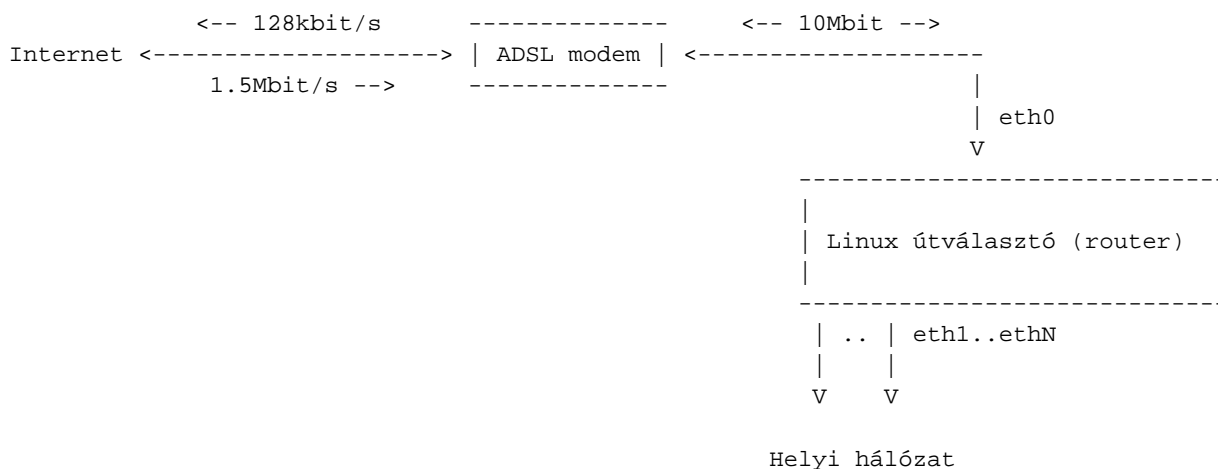 <-- 128kbit/s -------------- <-- 10Mbit -->
Internet <--------------------> | ADSL modem | <--------------------
1.5Mbit/s --> -------------- |
| eth0
V
------------------------------
|
| Linux útválasztó (router)
|
------------------------------
| .. | eth1..ethN
| |
V V
Helyi hálózat